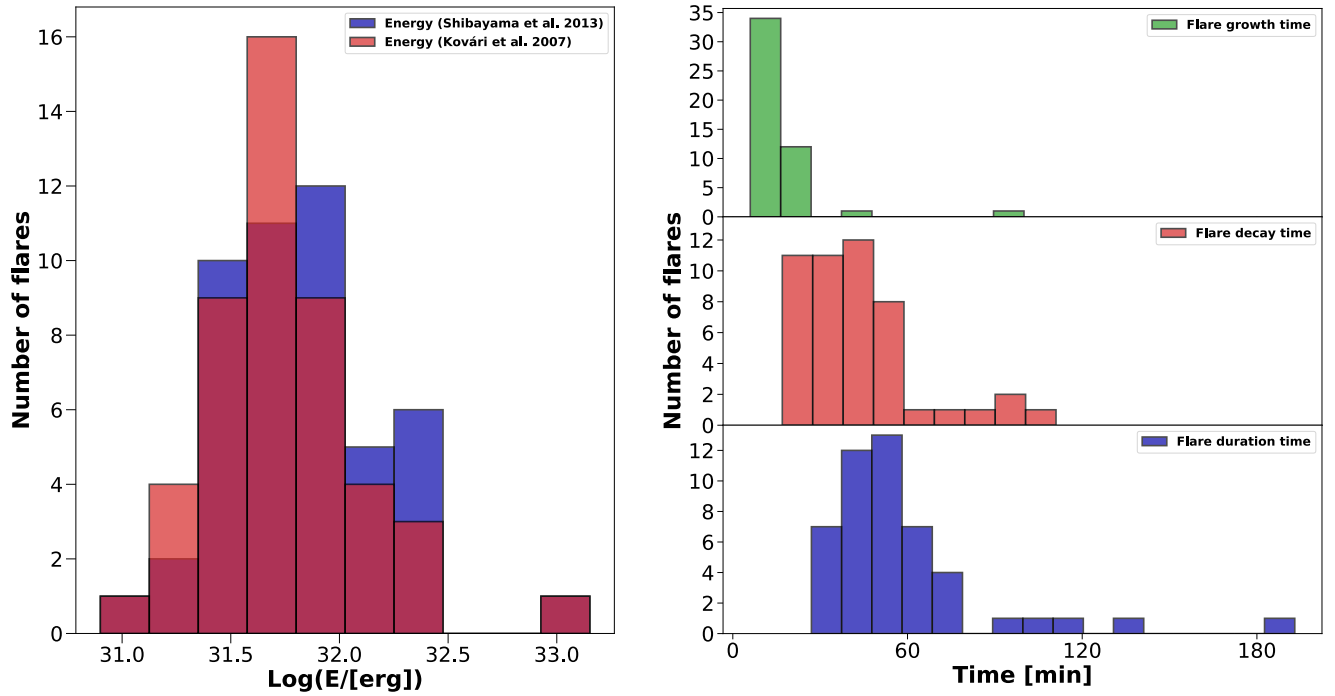 Energy (Shibayama et al. 2013)
Energy (Kovári et al. 2007)
16
14
12
10
8
6
4
2
0
Number of flares
31.0 31.5 32.0 32.5 33.0
Log(E/[erg])
Flare growth time
35
30
25
20
15
10
5
0
Flare decay time
12
10
8
6
4
2
0
Number of flares
Flare duration time
12
10
8
6
4
2
0
0 60 120 180
Time [min]